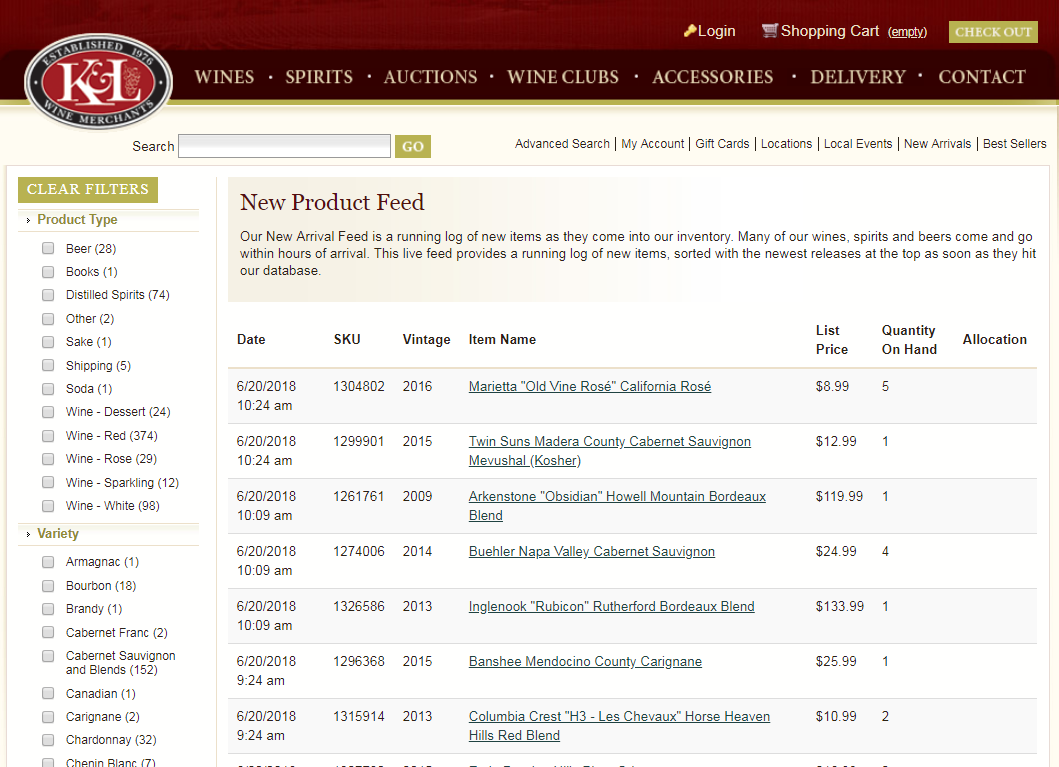 Login
Shopping Cart (empty)
CHECK OUT
ESTABLISHED 1976
K&L
WINE MERCHANTS
WINES · SPIRITS · AUCTIONS · WINE CLUBS · ACCESSORIES · DELIVERY · CONTACT
Search
GO
Advanced Search | My Account | Gift Cards | Locations | Local Events | New Arrivals | Best Sellers
CLEAR FILTERS
Product Type
Beer (28)
Books (1)
Distilled Spirits (74)
Other (2)
Sake (1)
Shipping (5)
Soda (1)
Wine - Dessert (24)
Wine - Red (374)
Wine - Rose (29)
Wine - Sparkling (12)
Wine - White (98)
Variety
Armagnac (1)
Bourbon (18)
Brandy (1)
Cabernet Franc (2)
Cabernet Sauvignon
and Blends (152)
Canadian (1)
Carignane (2)
Chardonnay (32)
Chenin Blanc (7)
New Product Feed
Our New Arrival Feed is a running log of new items as they come into our inventory. Many of our wines, spirits and beers come and go
within hours of arrival. This live feed provides a running log of new items, sorted with the newest releases at the top as soon as they hit
our database.
Date SKU Vintage Item Name List Price Quantity On Hand Allocation
6/20/2018 1304802 2016 Marietta "Old Vine Rosé" California Rosé $8.99 5
10:24 am
6/20/2018 1299901 2015 Twin Suns Madera County Cabernet Sauvignon $12.99 1
10:24 am Mevushal (Kosher)
6/20/2018 1261761 2009 Arkenstone "Obsidian" Howell Mountain Bordeaux $119.99 1
10:09 am Blend
6/20/2018 1274006 2014 Buehler Napa Valley Cabernet Sauvignon $24.99 4
10:09 am
6/20/2018 1326586 2013 Inglenook "Rubicon" Rutherford Bordeaux Blend $133.99 1
10:09 am
6/20/2018 1296368 2015 Banshee Mendocino County Carignane $25.99 1
9:24 am
6/20/2018 1315914 2013 Columbia Crest "H3 - Les Chevaux" Horse Heaven $10.99 2
9:24 am Hills Red Blend